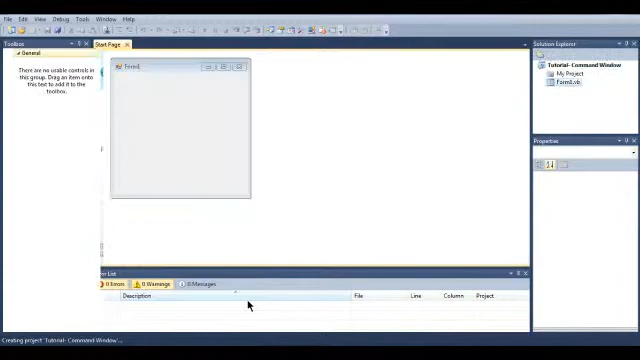 File Edit View Debug Tools Window Help
Toolbox
General
There are no usable controls in
this group. Drag an item onto
this text to add it to the
toolbox.
Start Page
Form1
Solution Explorer
Tutorial- Command Window
My Project
Form1.vb
Properties
Error List
0 Errors 0 Warnings 0 Messages
Description File Line Column Project
Creating project 'Tutorial- Command Window'...